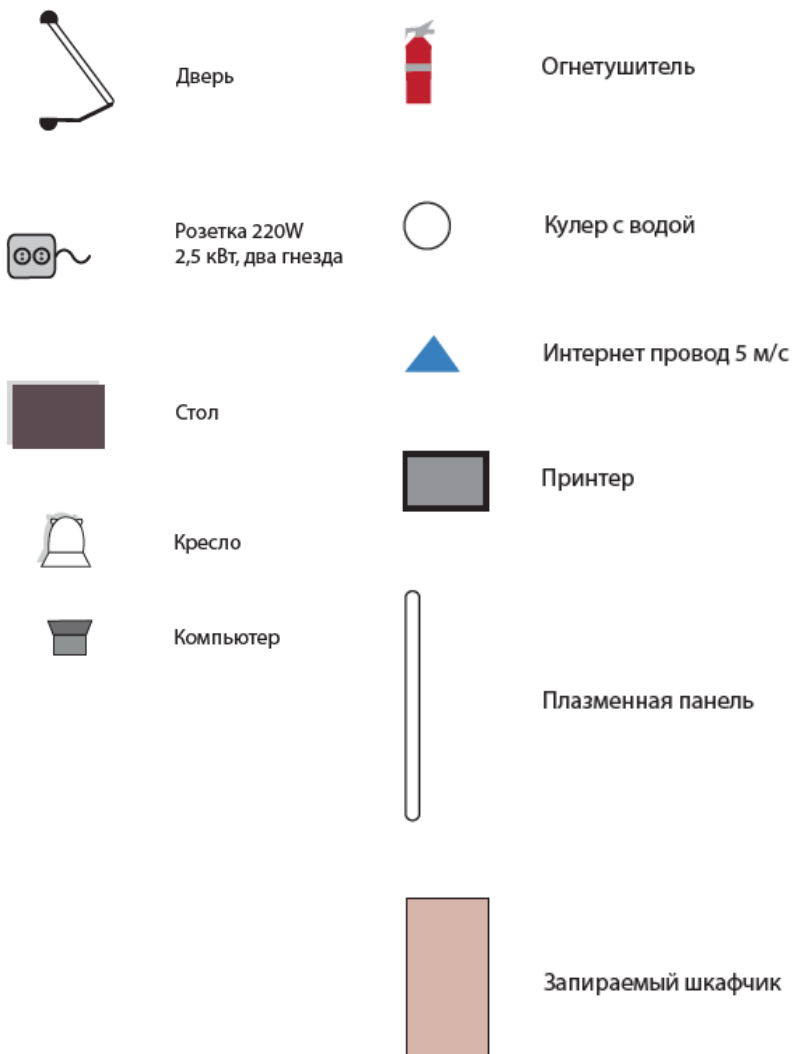 Дверь
Розетка 220W
2,5 кВт, два гнезда
Стол
Кресло
Компьютер
Огнетушитель
Кулер с водой
Интернет провод 5 м/с
Принтер
Плазменная панель
Запираемый шкафчик